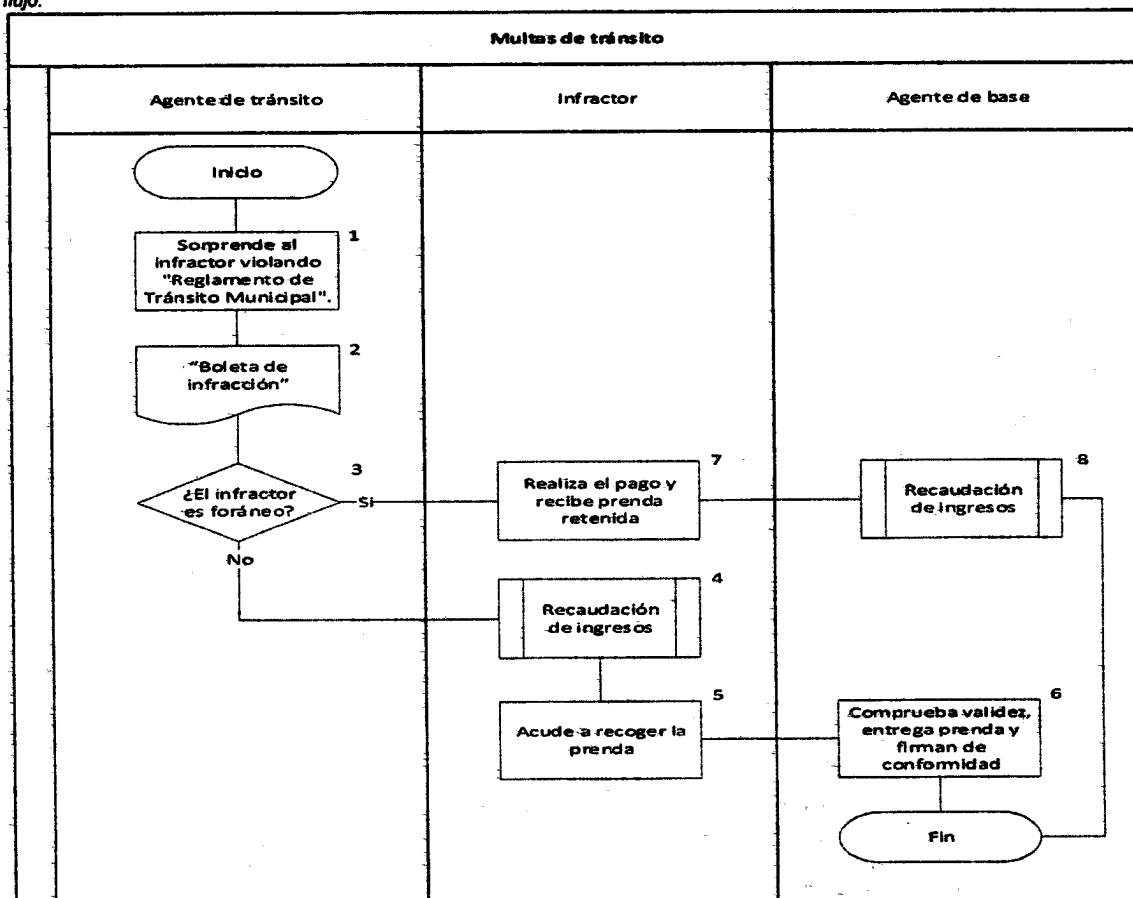 flujo.
Multas de tránsito
Agente de tránsito
Infractor
Agente de base
Inicio
1
Sorprende al
infractor violando
"Reglamento de
Tránsito Municipal".
2
"Boleta de
infracción"
3
¿El infractor
es foráneo?
Si
No
7
Realiza el pago y
recibe prenda
retenida
8
Recaudación
de ingresos
4
Recaudación
de ingresos
5
Acude a recoger la
prenda
6
Comprueba validez,
entrega prenda y
firman de
conformidad
Fin